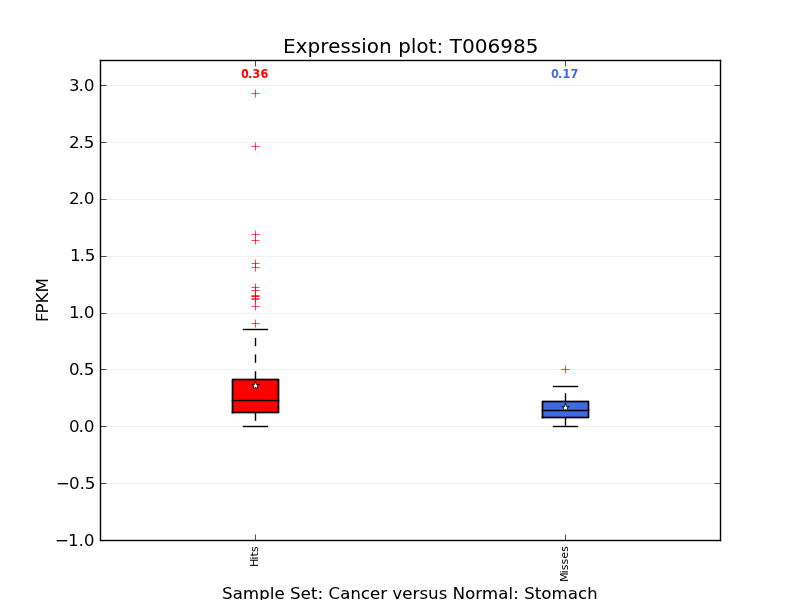 Expression plot: T006985
0.36
0.17
3.0
2.5
2.0
1.5
1.0
0.5
0.0
−0.5
−1.0
FPKM
Hits
Misses
Sample Set: Cancer versus Normal: Stomach